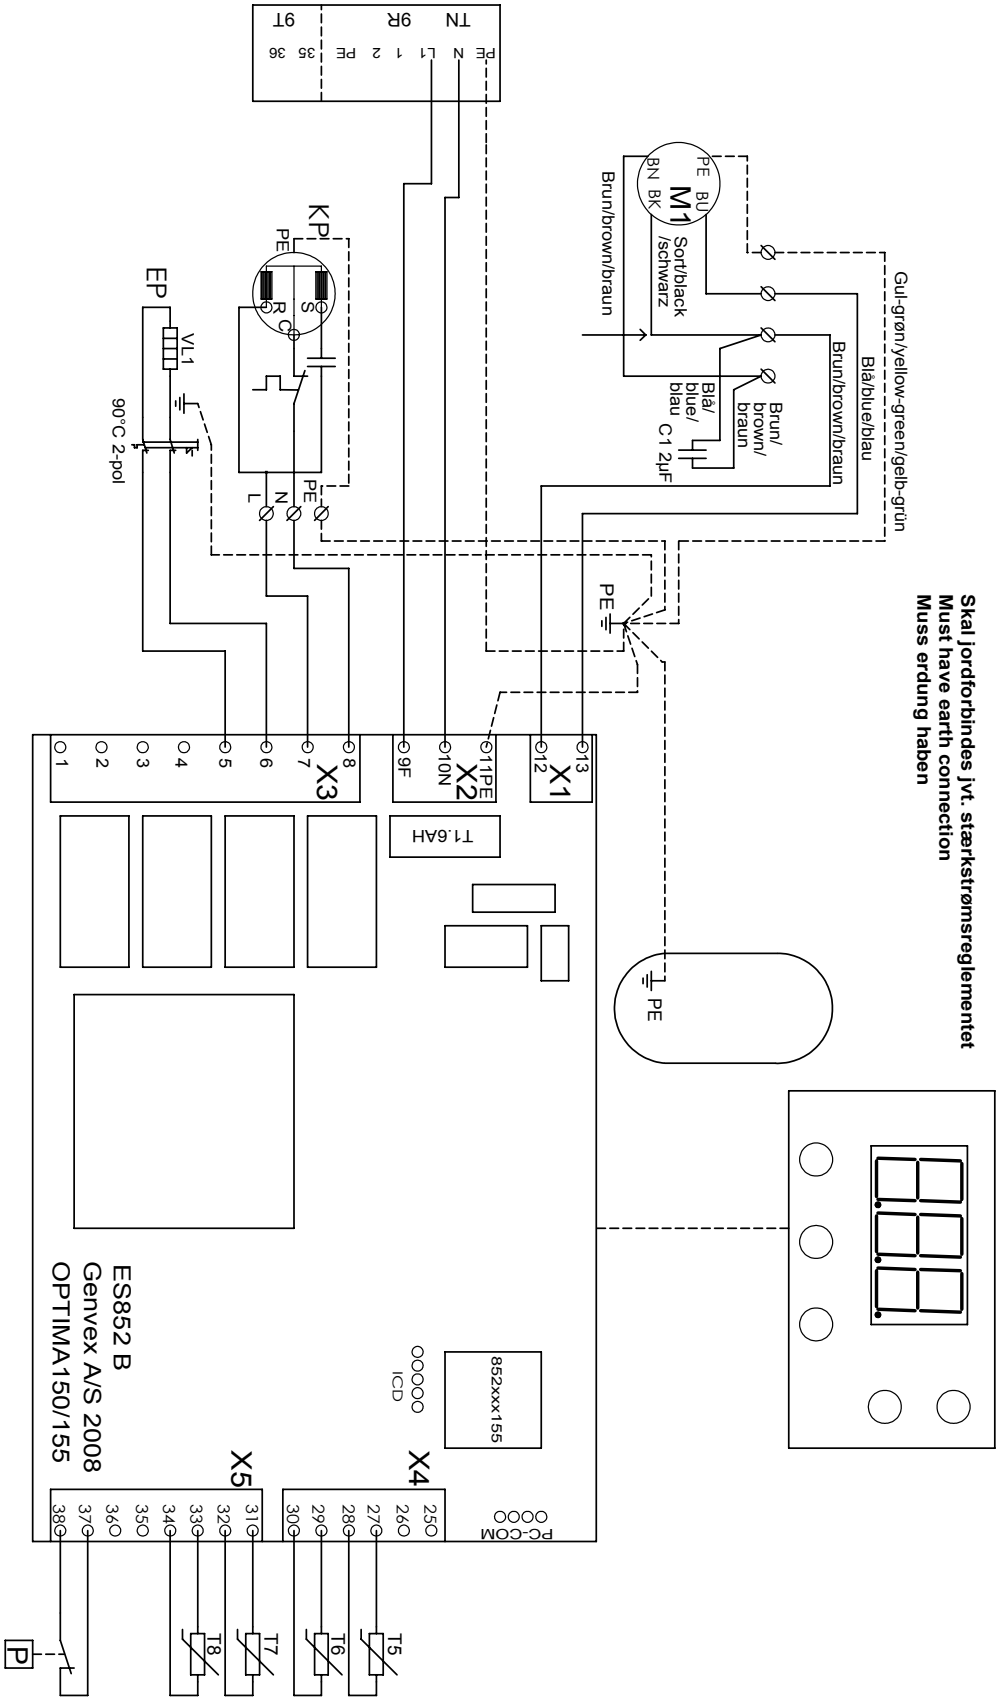 Skal jordforbindes jvt. stærkstrømsreglementet
Must have earth connection
Muss erdung haben
Gul-grøn/yellow-green/gelb-grün
Blå/blue/blau
Brun/brown/braun
Brun/
brown/
braun
Blå/
blue/
blau
C1 2µF
Sort/black
/schwarz
Brun/brown/braun
M1
PE
BU
BN
BK
TN
9R
9T
PE
N
L1
1
2
PE
35
36
KP
PE
S
C
R
PE
N
L
EP
VL1
90°C 2-pol
PE
PE
X1
13
12
X2
11PE
10N
9F
X3
8
7
6
5
4
3
2
1
T1.6AH
852xxx155
ICD
PC-COM
ES852 B
Genvex A/S 2008
OPTIMA150/155
X4
25
26
27
28
29
30
X5
31
32
33
34
35
36
37
38
T5
T6
T7
T8
P